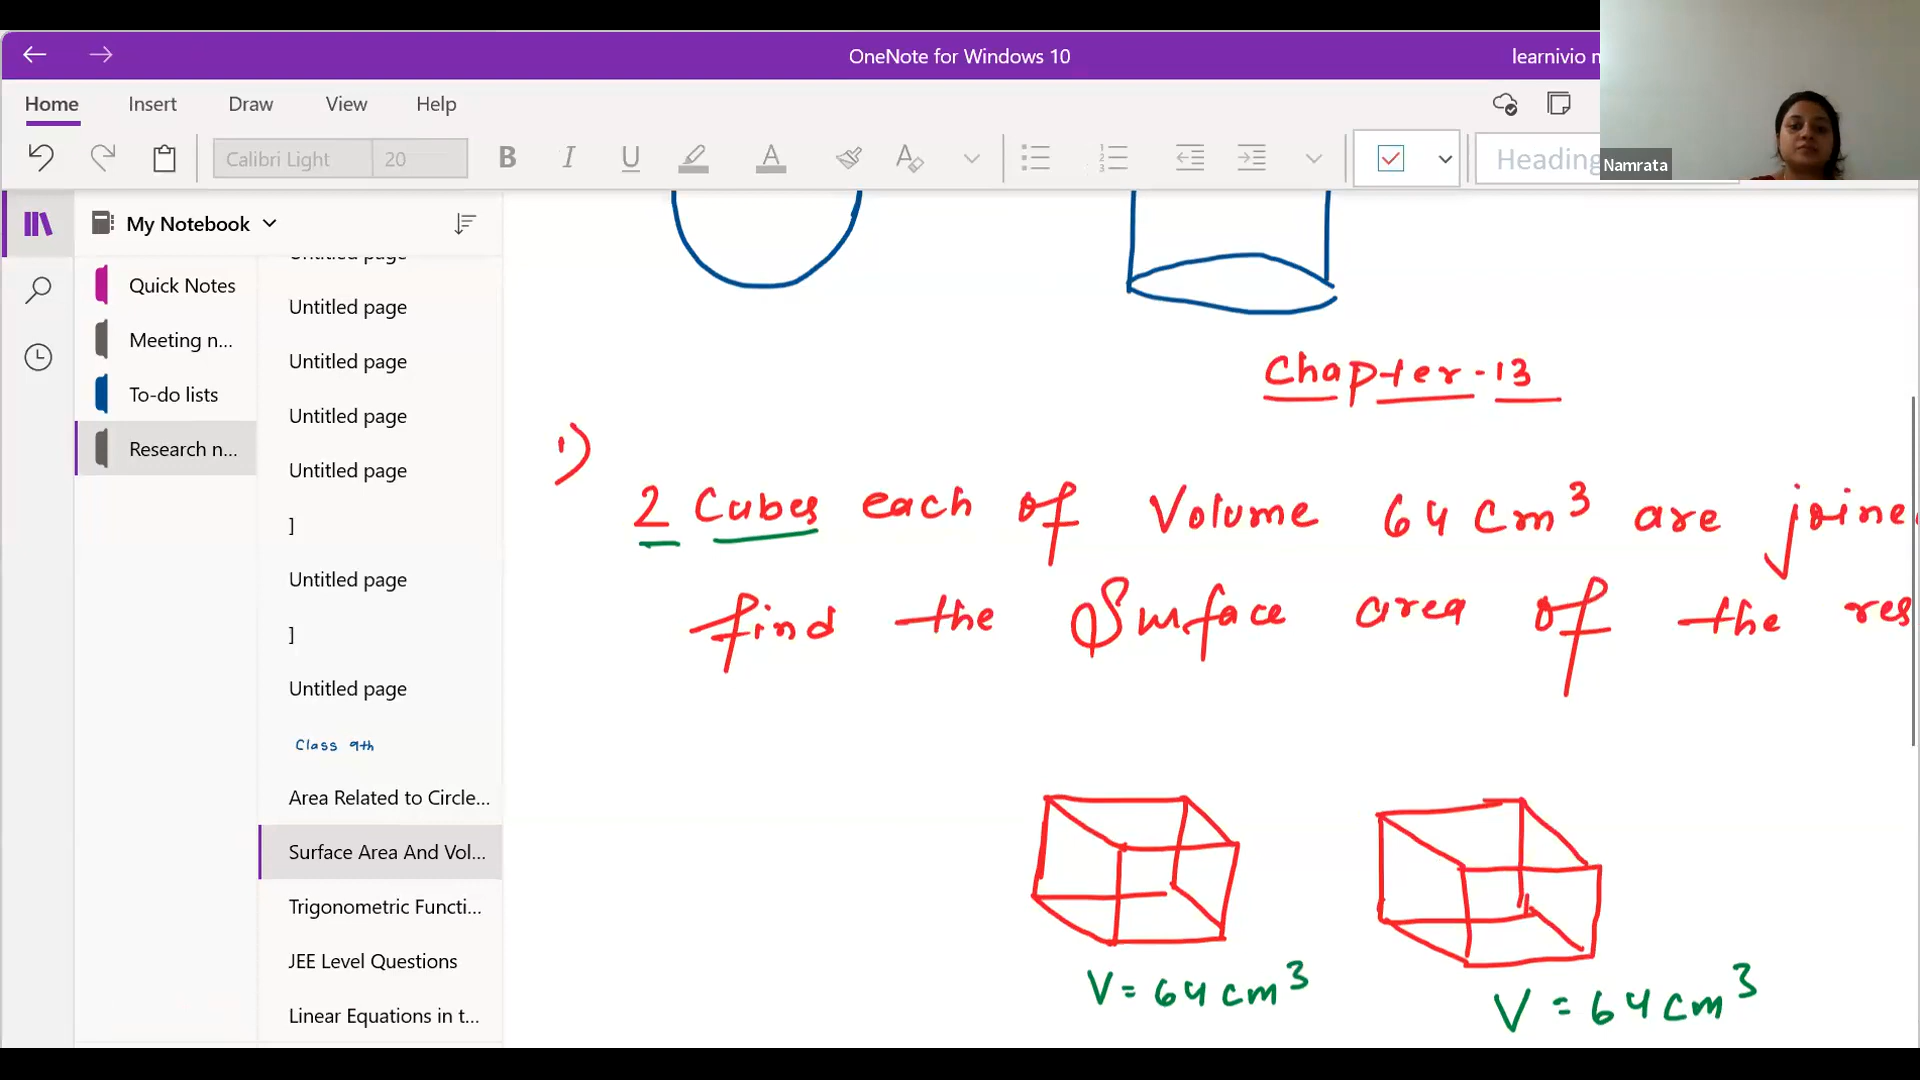 OneNote for Windows 10
learnivio
Home Insert Draw View Help
Calibri Light 20 B I U Heading
Namrata
My Notebook
Quick Notes
Meeting n...
To-do lists
Research n...
Untitled page
Untitled page
Untitled page
Untitled page
Untitled page
]
Untitled page
]
Untitled page
Class 9th
Area Related to Circle...
Surface Area And Vol...
Trigonometric Functi...
JEE Level Questions
Linear Equations in t...
Chapter-13
1)
2 Cubes each of Volume 64 cm³ are joine
find the Surface area of the res
V = 64 cm³
V = 64 cm³